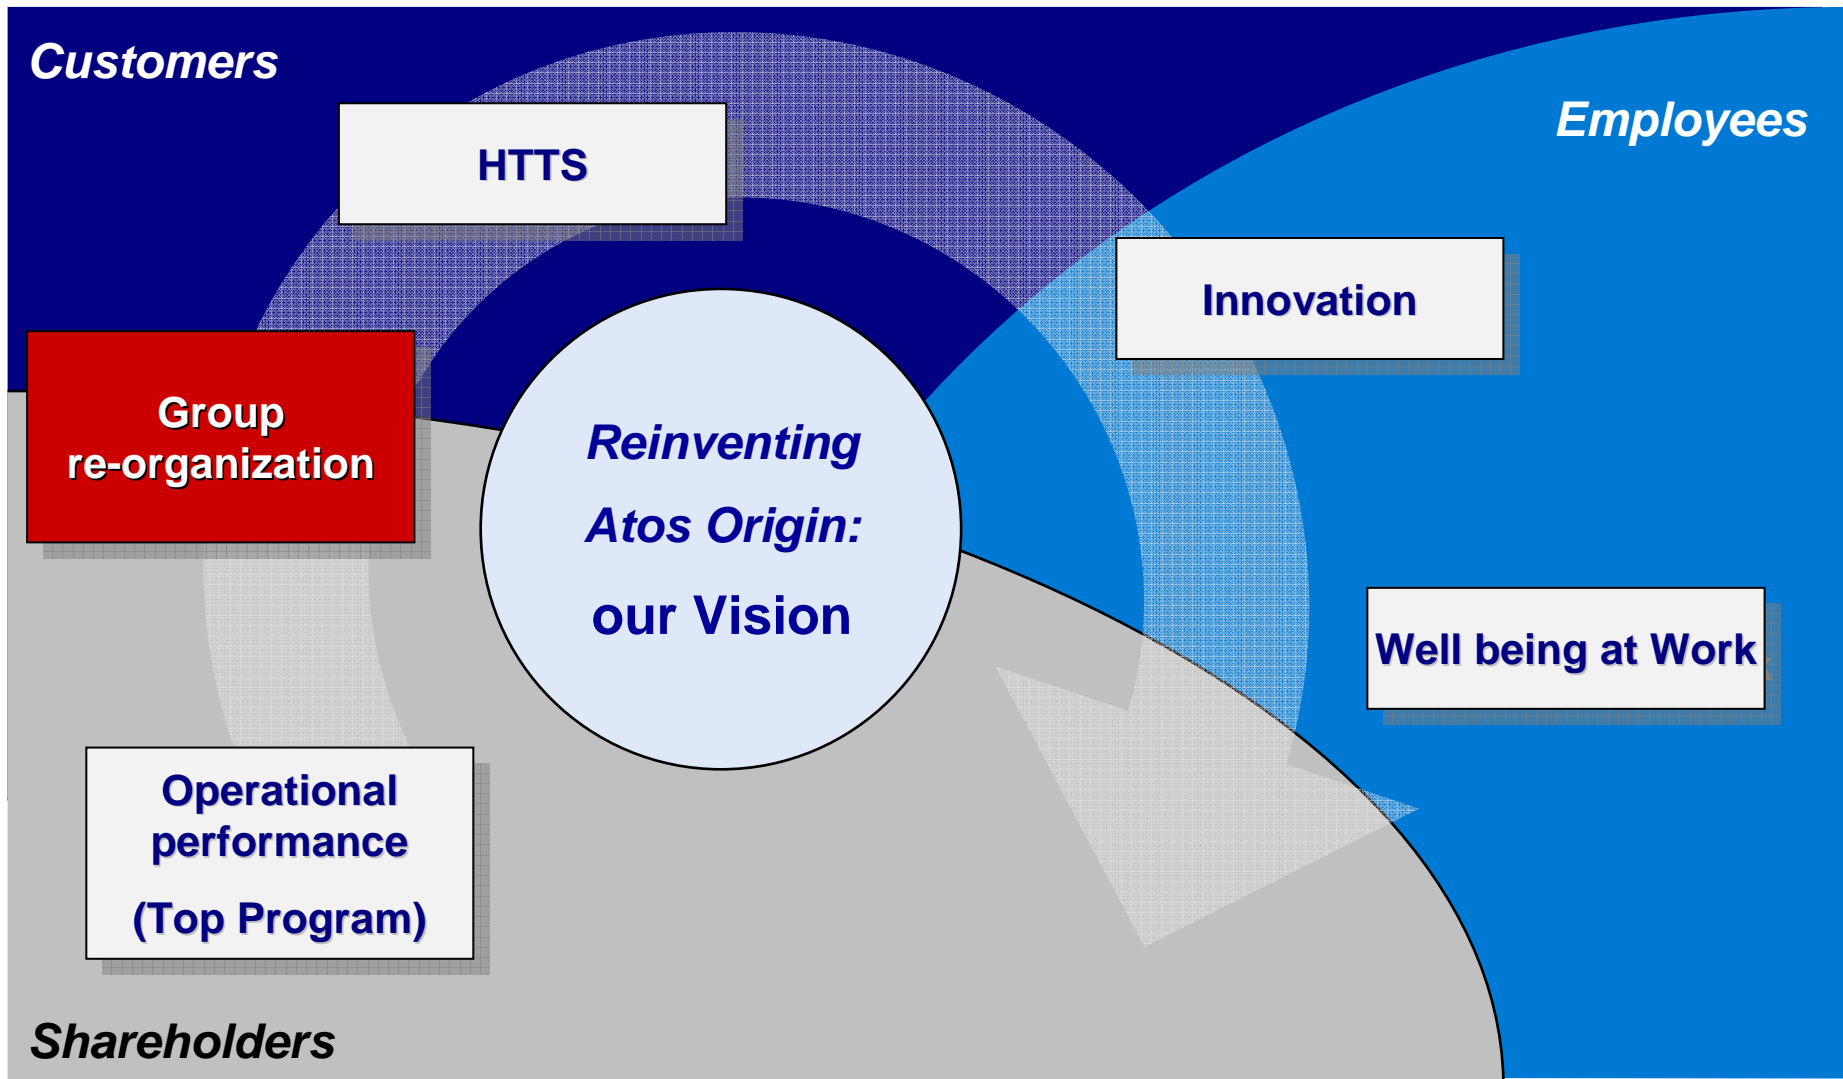 Customers
Employees
HTTS
Innovation
Group
re-organization
Reinventing
Atos Origin:
our Vision
Well being at Work
Operational
performance
(Top Program)
Shareholders